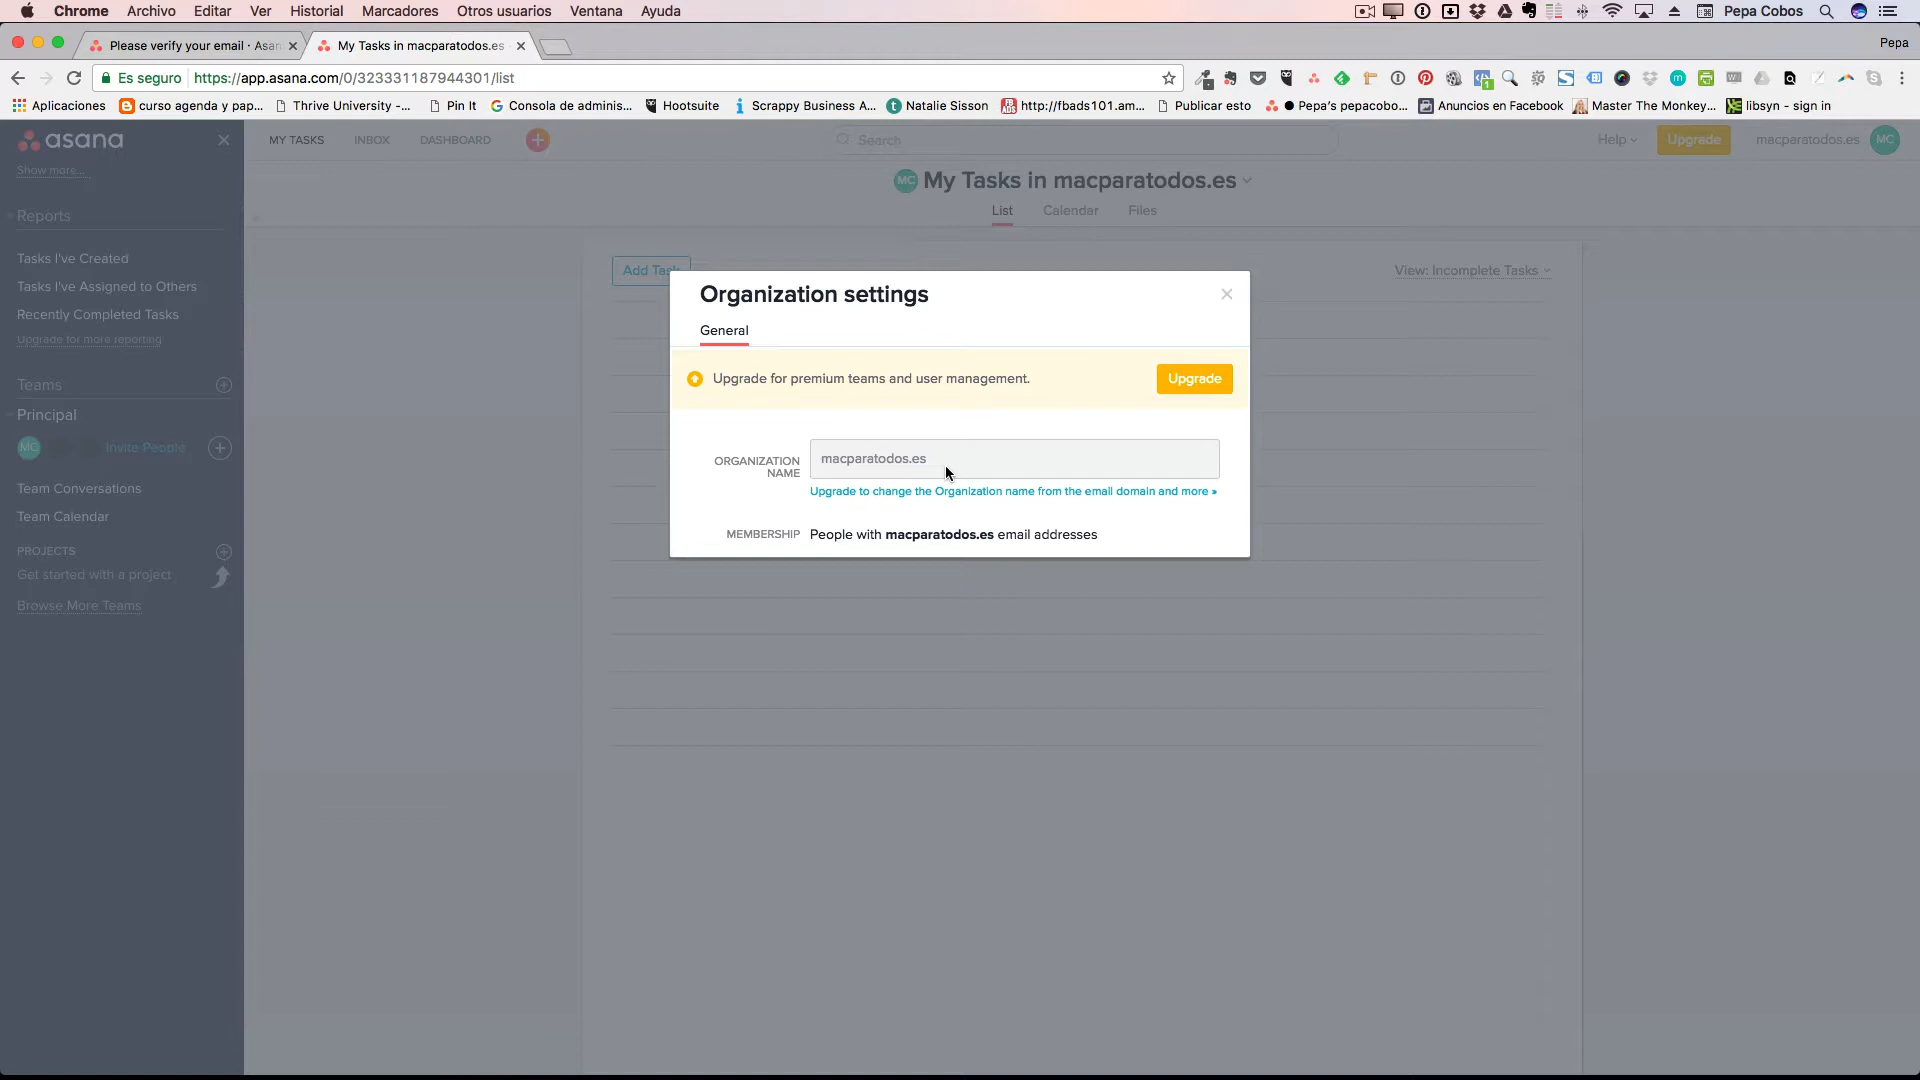 Chrome Archivo Editar Ver Historial Marcadores Otros usuarios Ventana Ayuda Pepa Cobos
Please verify your email · Asan
My Tasks in macparatodos.es
Pepa
Es seguro https://app.asana.com/0/323331187944301/list
Aplicaciones curso agenda y pap... Thrive University -... Pin It Consola de adminis... Hootsuite Scrappy Business A... Natalie Sisson http://fbads101.am... Publicar esto Pepa's pepacobo... Anuncios en Facebook Master The Monkey... libsyn - sign in
asana
MY TASKS INBOX DASHBOARD Search Help Upgrade macparatodos.es MC
Show more...
MC My Tasks in macparatodos.es
List Calendar Files
Reports
Tasks I've Created
Tasks I've Assigned to Others
Recently Completed Tasks
Upgrade for more reporting
Teams
Principal
MC Invite People
Team Conversations
Team Calendar
PROJECTS
Get started with a project
Browse More Teams
Add Task
View: Incomplete Tasks
Organization settings
General
Upgrade for premium teams and user management.
Upgrade
ORGANIZATION NAME
macparatodos.es
Upgrade to change the Organization name from the email domain and more »
MEMBERSHIP People with macparatodos.es email addresses